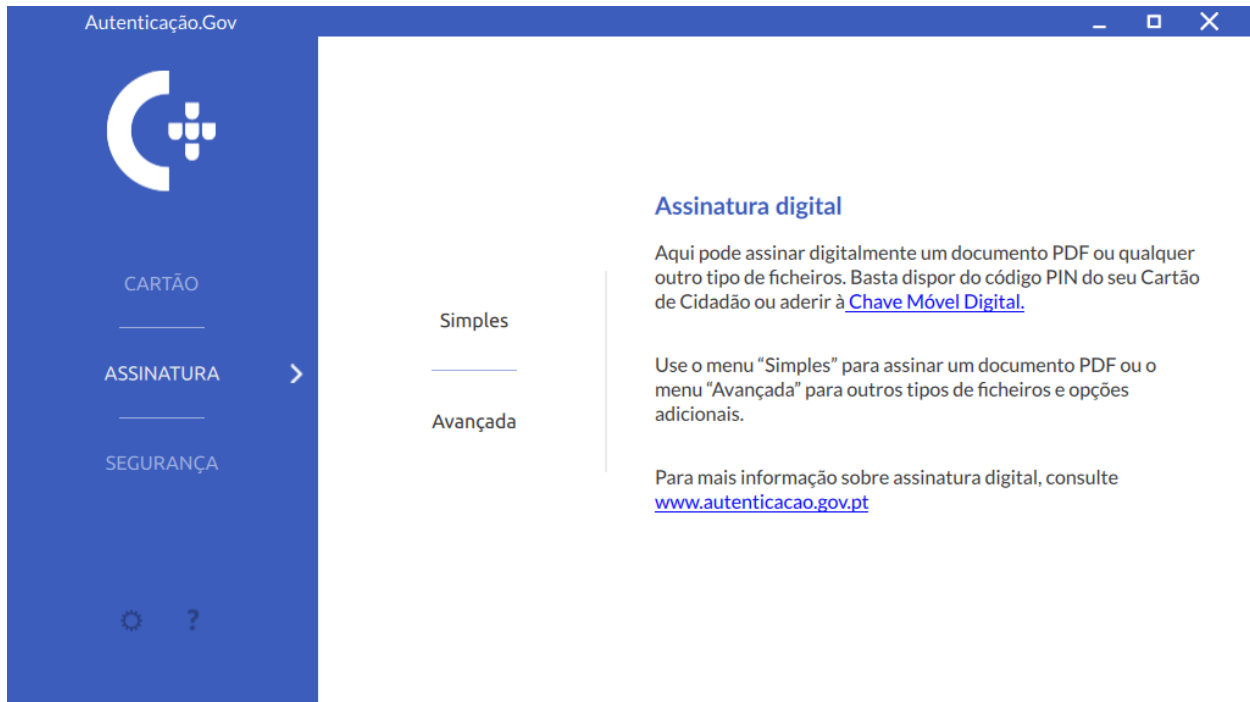 Autenticação.Gov
CARTÃO
ASSINATURA
SEGURANÇA
?
Simples
Avançada
Assinatura digital
Aqui pode assinar digitalmente um documento PDF ou qualquer
outro tipo de ficheiros. Basta dispor do código PIN do seu Cartão
de Cidadão ou aderir à Chave Móvel Digital.
Use o menu “Simples” para assinar um documento PDF ou o
menu “Avançada” para outros tipos de ficheiros e opções
adicionais.
Para mais informação sobre assinatura digital, consulte
www.autenticacao.gov.pt